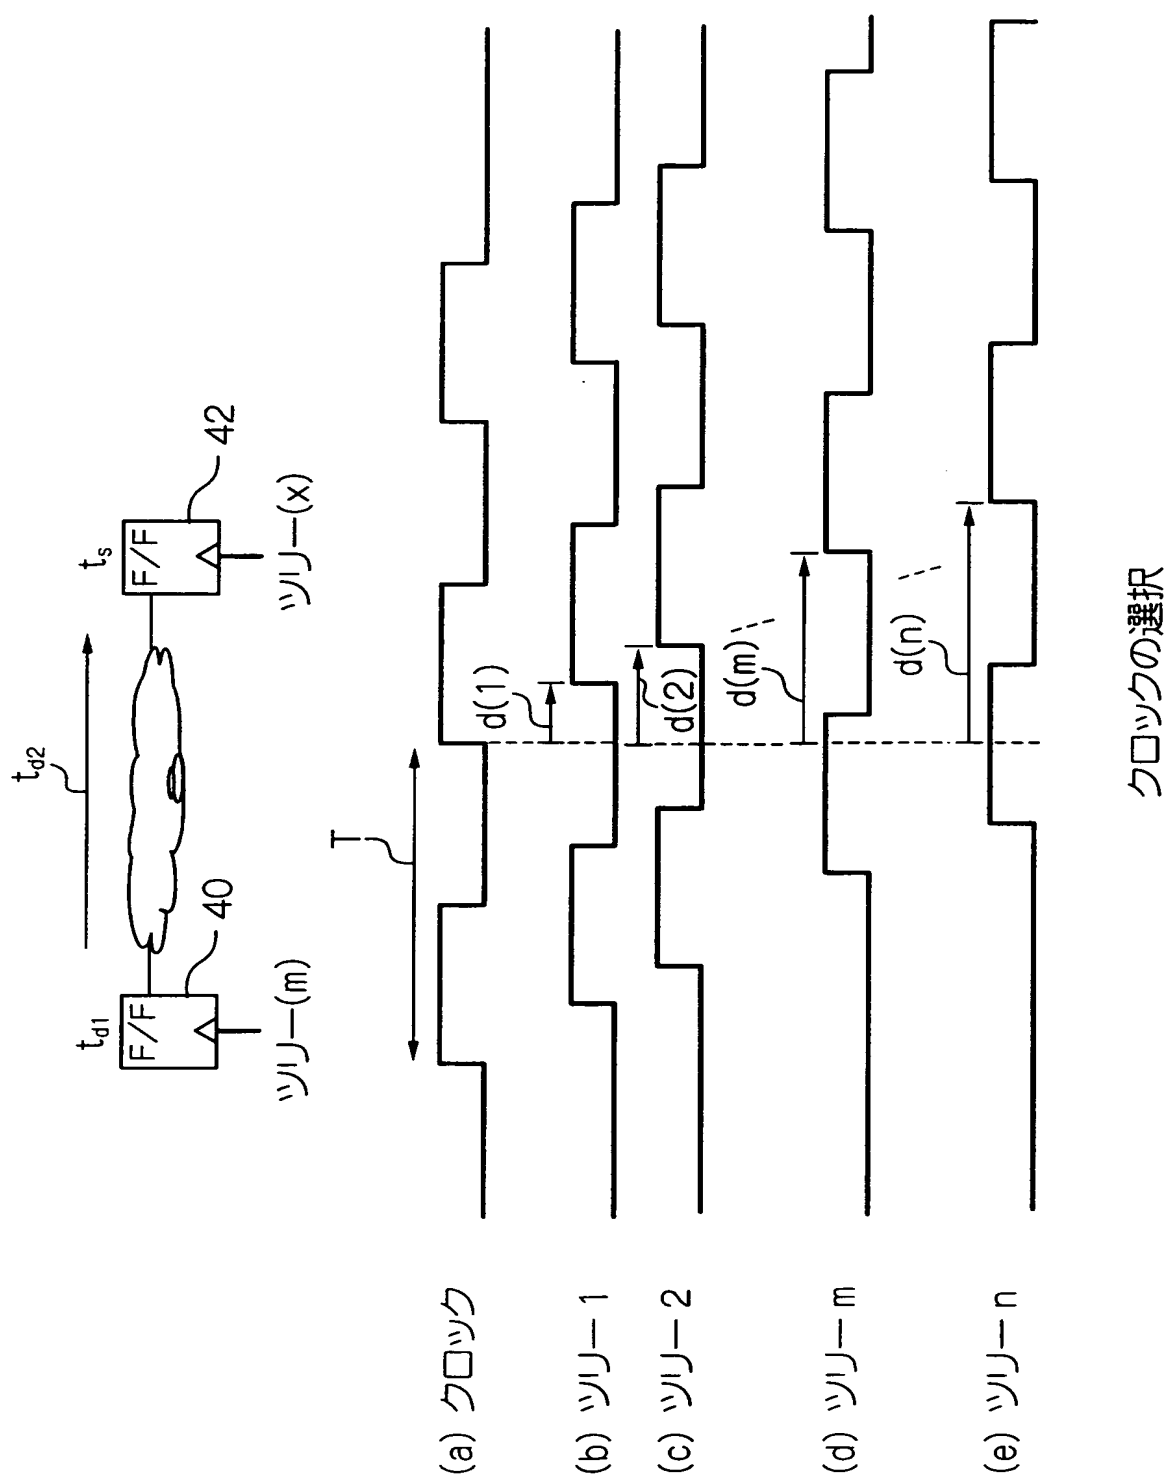 t_d2
t_d1
F/F
40
ツリー(m)
t_s
F/F
42
ツリー(x)
T
(a) クロック
(b) ツリー1
d(1)
(c) ツリー2
d(2)
(d) ツリーm
d(m)
(e) ツリーn
d(n)
クロックの選択